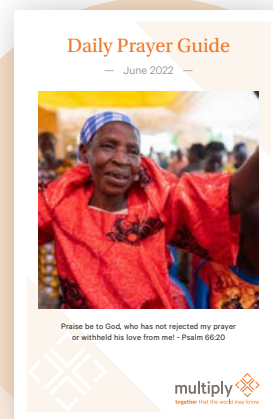 Daily Prayer Guide
— June 2022 —
Praise be to God, who has not rejected my prayer
or withheld his love from me! - Psalm 66:20
multiply
together that the world may know